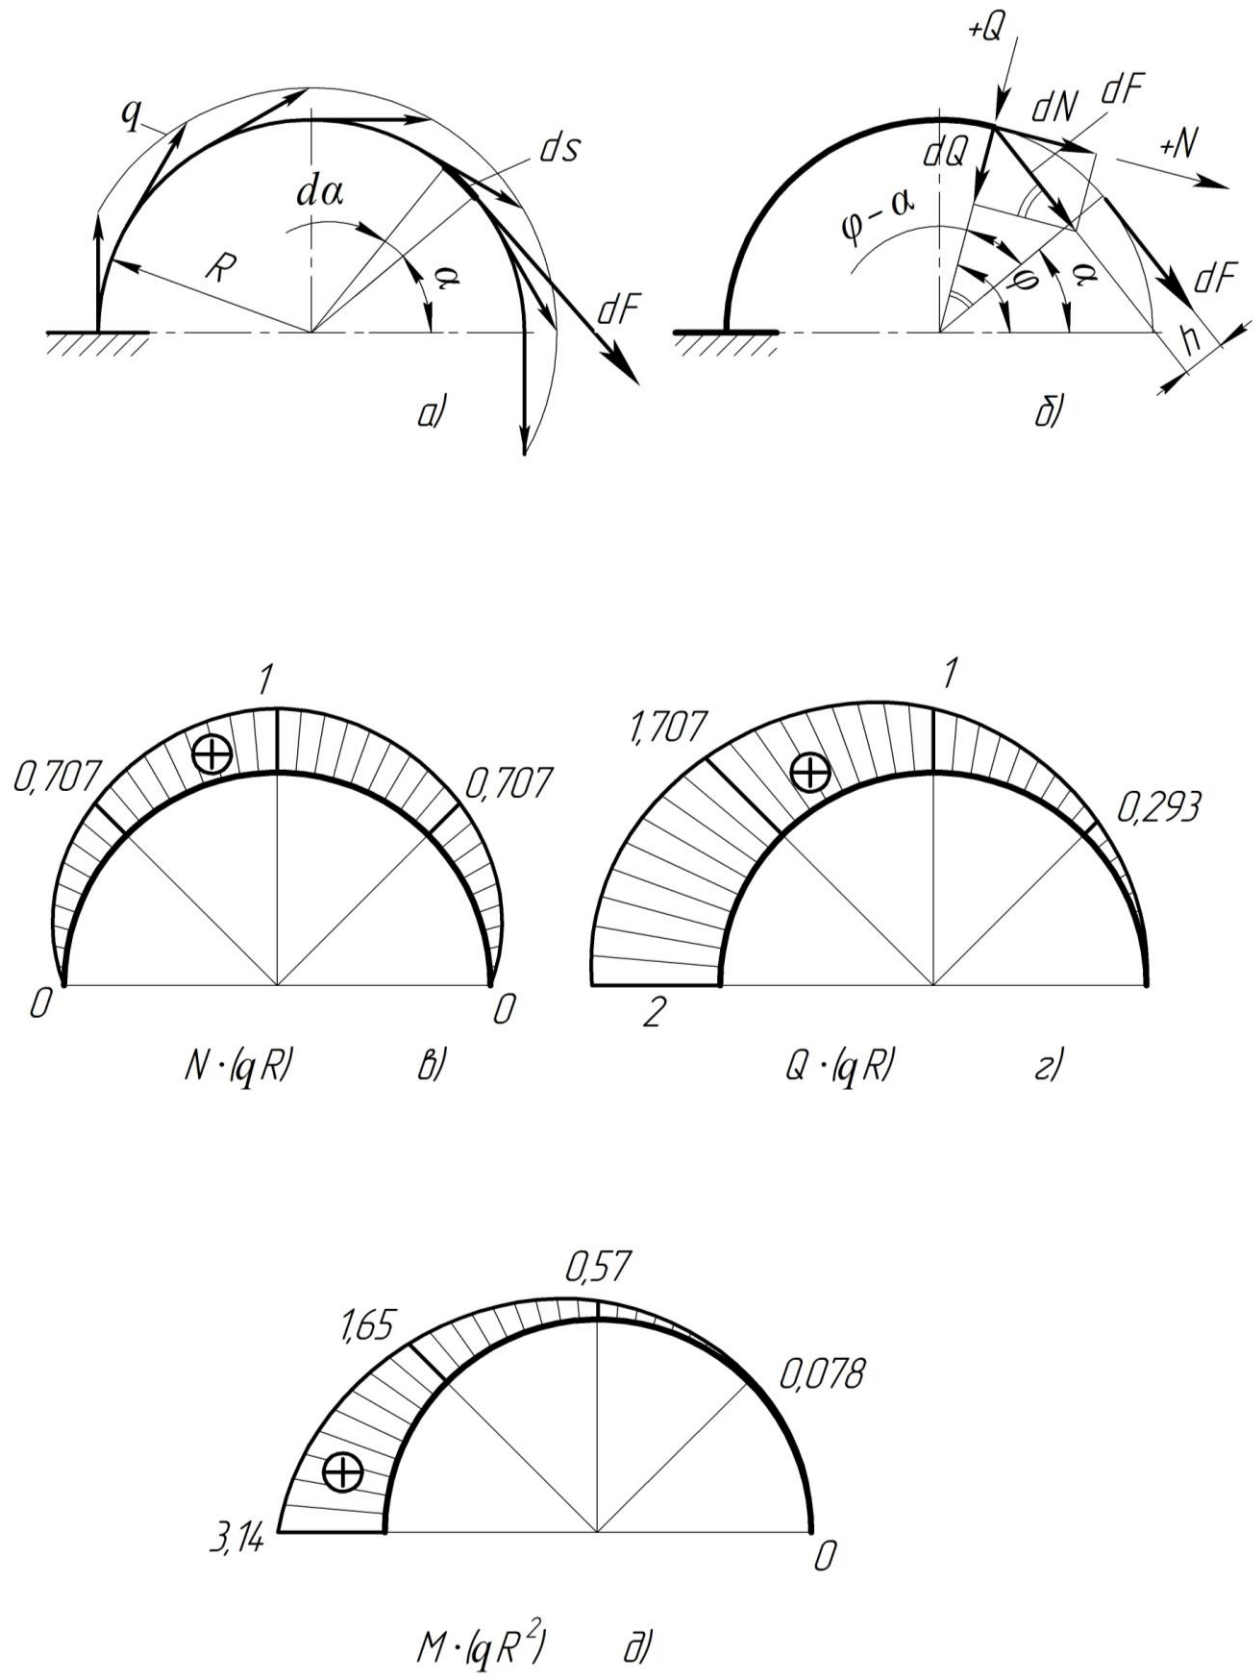 q
ds
dα
R
α
dF
а)
+Q
dN
dF
dQ
+N
φ-α
φ
α
dF
h
б)
1
0,707
0,707
0
0
N·(qR)
в)
1
1,707
0,293
2
Q·(qR)
г)
0,57
1,65
0,078
3,14
0
M·(qR²)
д)